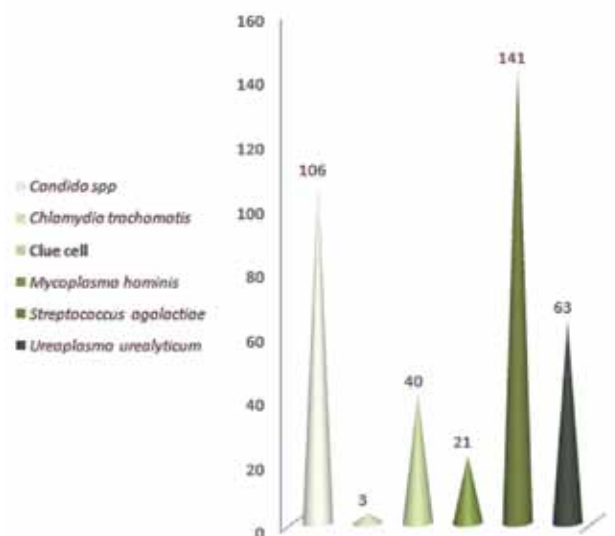 160
140
120
100
80
60
40
20
0
106
3
40
21
141
63
Candida spp
Chlamydia trachomatis
Clue cell
Mycoplasma hominis
Streptococcus agalactiae
Ureaplasma urealyticum